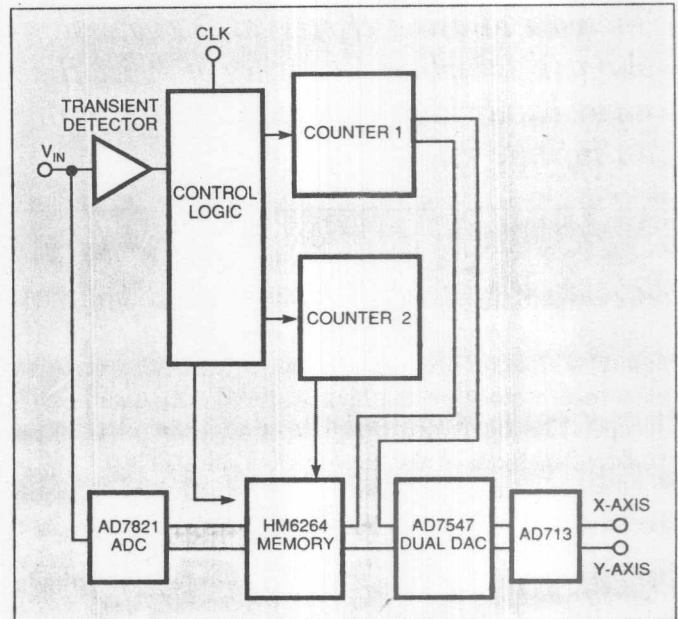 CLK
TRANSIENT
DETECTOR
V_IN
CONTROL
LOGIC
COUNTER 1
COUNTER 2
AD7821
ADC
HM6264
MEMORY
AD7547
DUAL DAC
AD713
X-AXIS
Y-AXIS